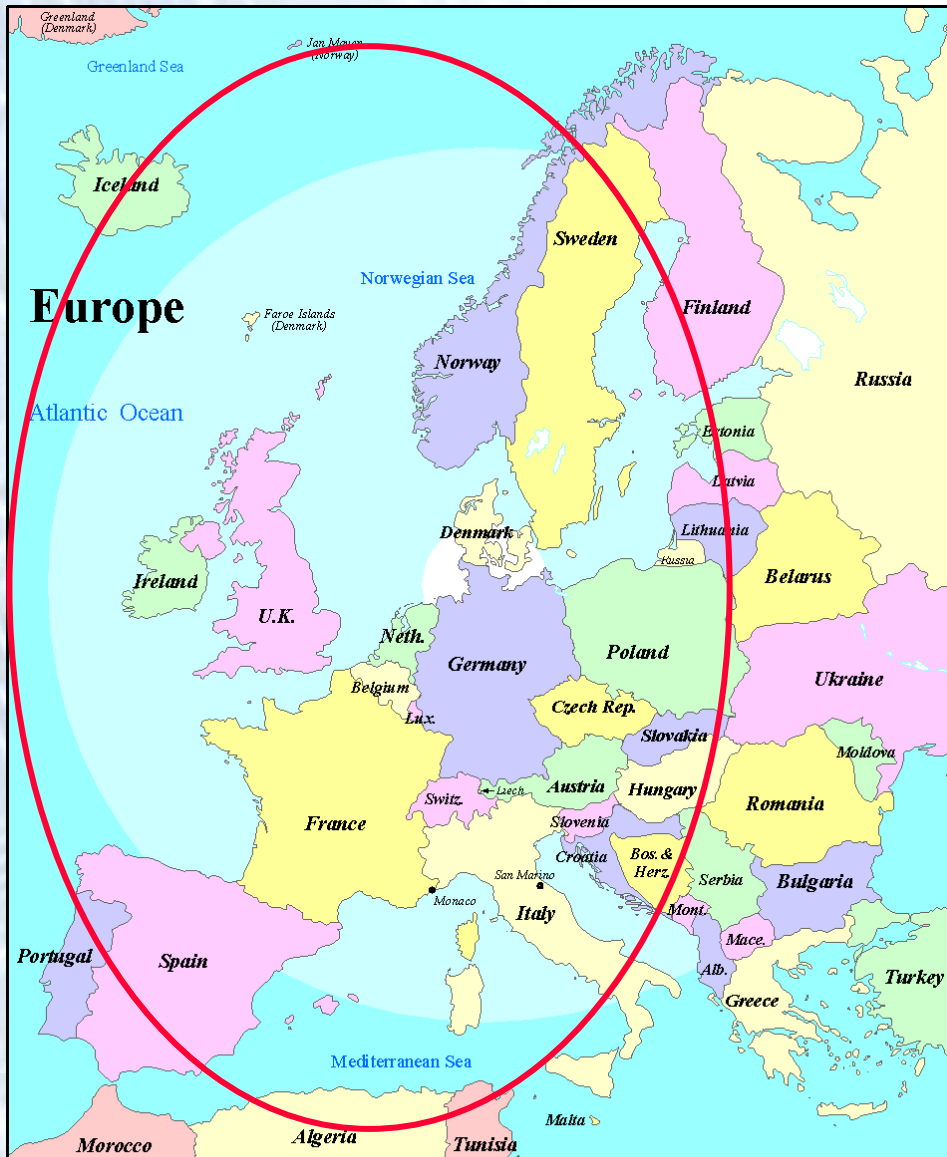 Greenland
(Denmark)
Jan Mayen
(Norway)
Greenland Sea
Iceland
Sweden
Norwegian Sea
Europe
Faroe Islands
(Denmark)
Finland
Norway
Russia
Atlantic Ocean
Estonia
Latvia
Denmark
Lithuania
Russia
Ireland
Belarus
U.K.
Neth.
Germany
Poland
Ukraine
Belgium
Czech Rep.
Lux.
Slovakia
Moldova
Liech
Austria
Hungary
Switz.
Romania
France
Slovenia
Croatia
Bos. &
Herz.
San Marino
Serbia
Bulgaria
Monaco
Italy
Mont.
Mace.
Portugal
Spain
Alb.
Turkey
Greece
Mediterranean Sea
Malta
Algeria
Morocco
Tunisia